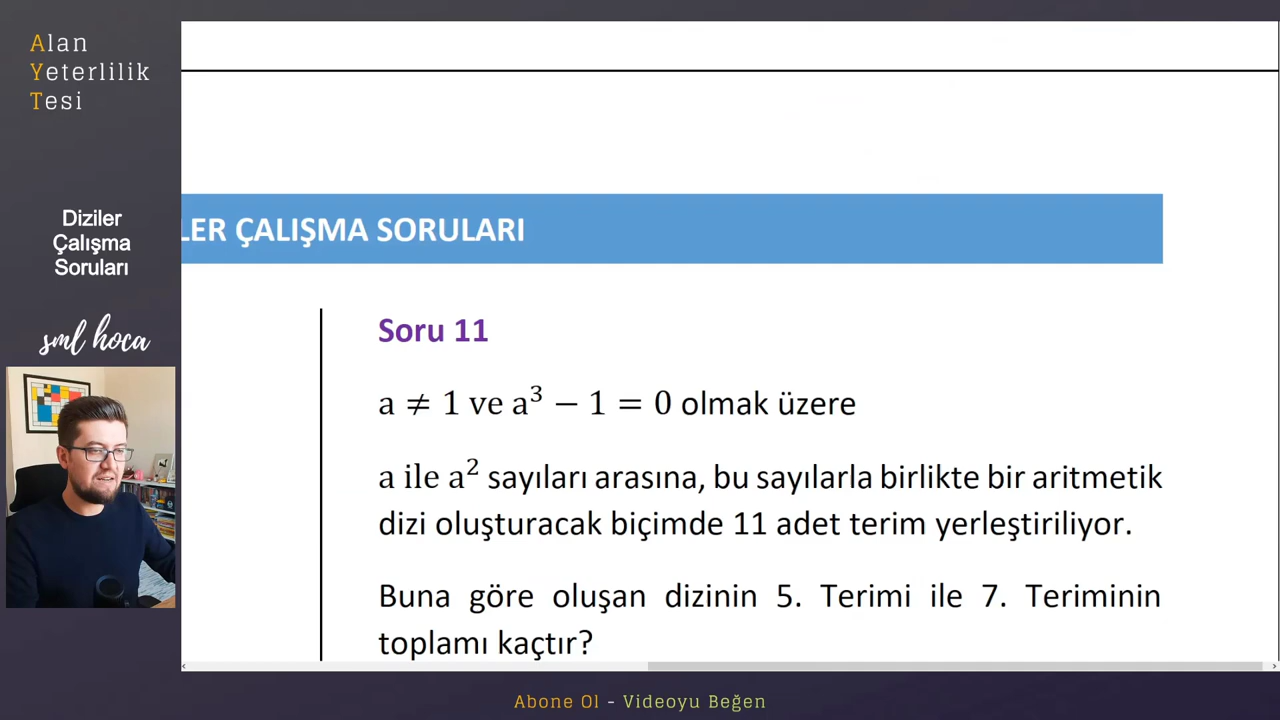 Alan
Yeterlilik
Tesi
Diziler
Çalışma
Soruları
sml hoca
LER ÇALIŞMA SORULARI
Soru 11
a ≠ 1 ve a³ − 1 = 0 olmak üzere
a ile a² sayıları arasına, bu sayılarla birlikte bir aritmetik
dizi oluşturacak biçimde 11 adet terim yerleştiriliyor.
Buna göre oluşan dizinin 5. Terimi ile 7. Teriminin
toplamı kaçtır?
Abone Ol - Videoyu Beğen